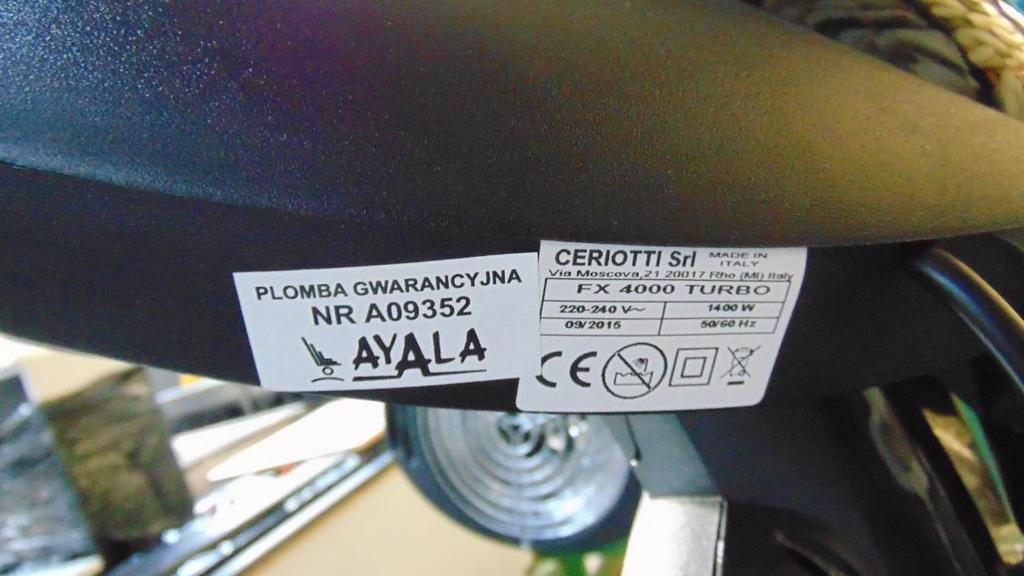 PLOMBA GWARANCYJNA
NR A09352
AYALA
CERIOTTI Srl MADE IN ITALY
Via Moscova,21 20017 Rho (MI) Italy
FX 4000 TURBO
220-240 V~ 1400 W
09/2015 50/60 Hz
CE